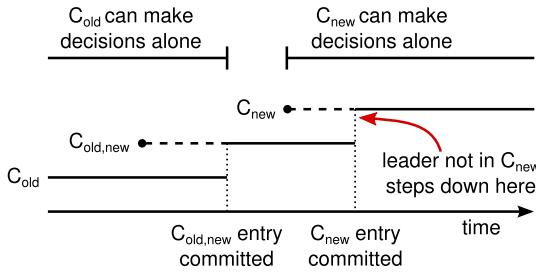 C_old can make
decisions alone
C_new can make
decisions alone
C_new
C_old,new
C_old
leader not in C_new
steps down here
time
C_old,new entry
committed
C_new entry
committed